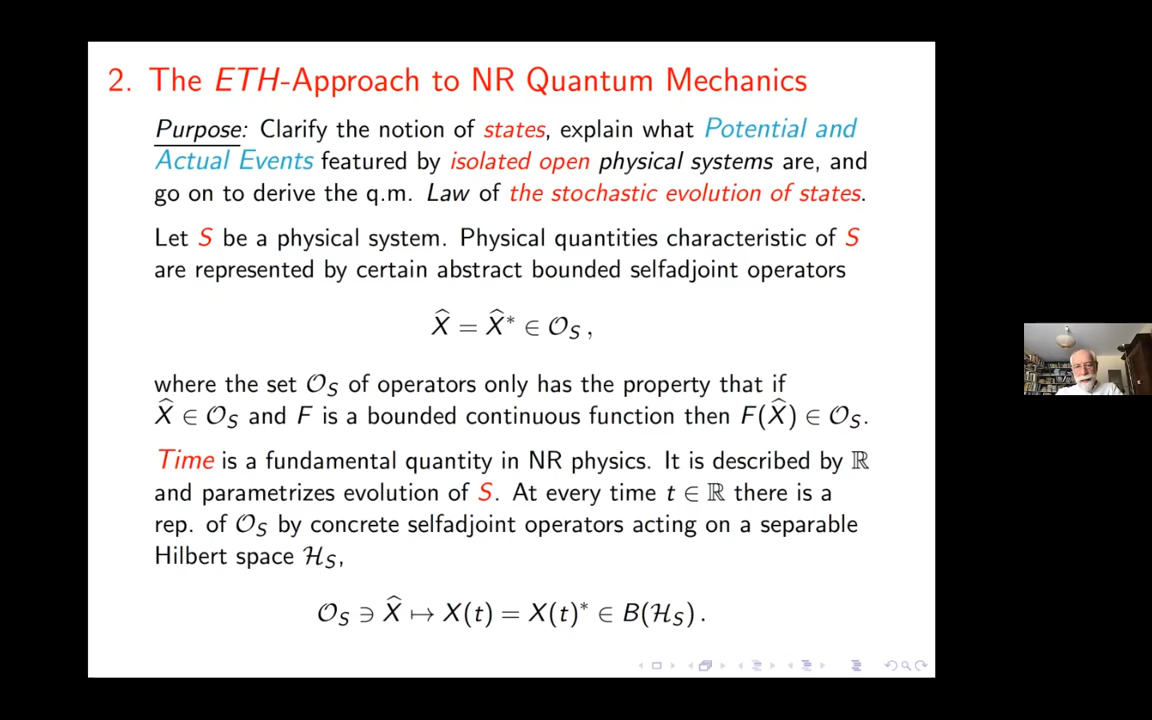 2. The ETH-Approach to NR Quantum Mechanics
Purpose: Clarify the notion of states, explain what Potential and
Actual Events featured by isolated open physical systems are, and
go on to derive the q.m. Law of the stochastic evolution of states.
Let S be a physical system. Physical quantities characteristic of S
are represented by certain abstract bounded selfadjoint operators
X̂ = X̂* ∈ 𝒪_S ,
where the set 𝒪_S of operators only has the property that if
X̂ ∈ 𝒪_S and F is a bounded continuous function then F(X̂) ∈ 𝒪_S.
Time is a fundamental quantity in NR physics. It is described by ℝ
and parametrizes evolution of S. At every time t ∈ ℝ there is a
rep. of 𝒪_S by concrete selfadjoint operators acting on a separable
Hilbert space ℋ_S,
𝒪_S ∋ X̂ ↦ X(t) = X(t)* ∈ B(ℋ_S) .